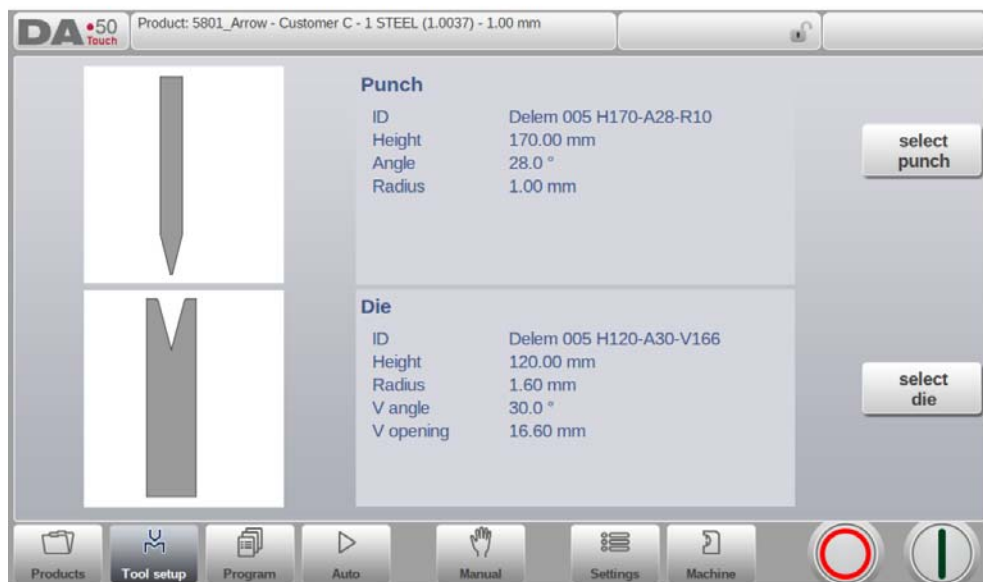 DA•50
Touch
Product: 5801_Arrow - Customer C - 1 STEEL (1.0037) - 1.00 mm
Punch
ID Delem 005 H170-A28-R10
Height 170.00 mm
Angle 28.0 °
Radius 1.00 mm
select
punch
Die
ID Delem 005 H120-A30-V166
Height 120.00 mm
Radius 1.60 mm
V angle 30.0 °
V opening 16.60 mm
select
die
Products Tool setup Program Auto Manual Settings Machine